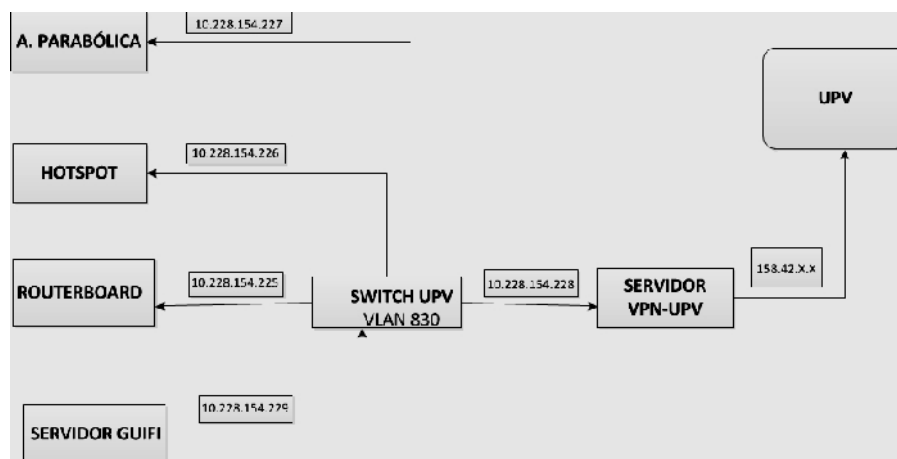 10.228.154.227
A. PARABÓLICA
UPV
10.228.154.226
HOTSPOT
158.42.X.X
10.228.154.225
10.228.154.228
ROUTERBOARD
SWITCH UPV
VLAN 830
SERVIDOR
VPN-UPV
10.228.154.229
SERVIDOR GUIFI